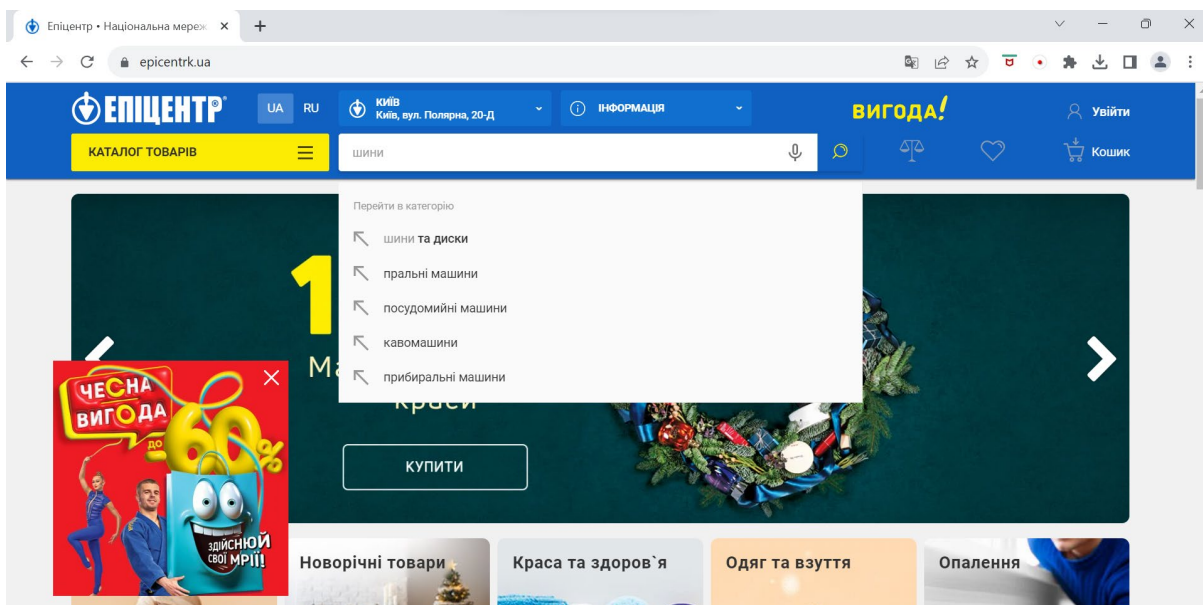 Епіцентр • Національна мереж
epicentrk.ua
ЕПІЦЕНТР®
UA RU
КИЇВ
Київ, вул. Полярна, 20-Д
ІНФОРМАЦІЯ
ВИГОДА!
Увійти
КАТАЛОГ ТОВАРІВ
шини
Кошик
Перейти в категорію
шини та диски
пральні машини
посудомийні машини
кавомашини
прибиральні машини
1
Ма
краси
КУПИТИ
ЧЕСНА
ВИГОДА
ДО
60%
ЗДІЙСНЮЙ
СВОЇ МРІЇ!
Новорічні товари
Краса та здоров`я
Одяг та взуття
Опалення